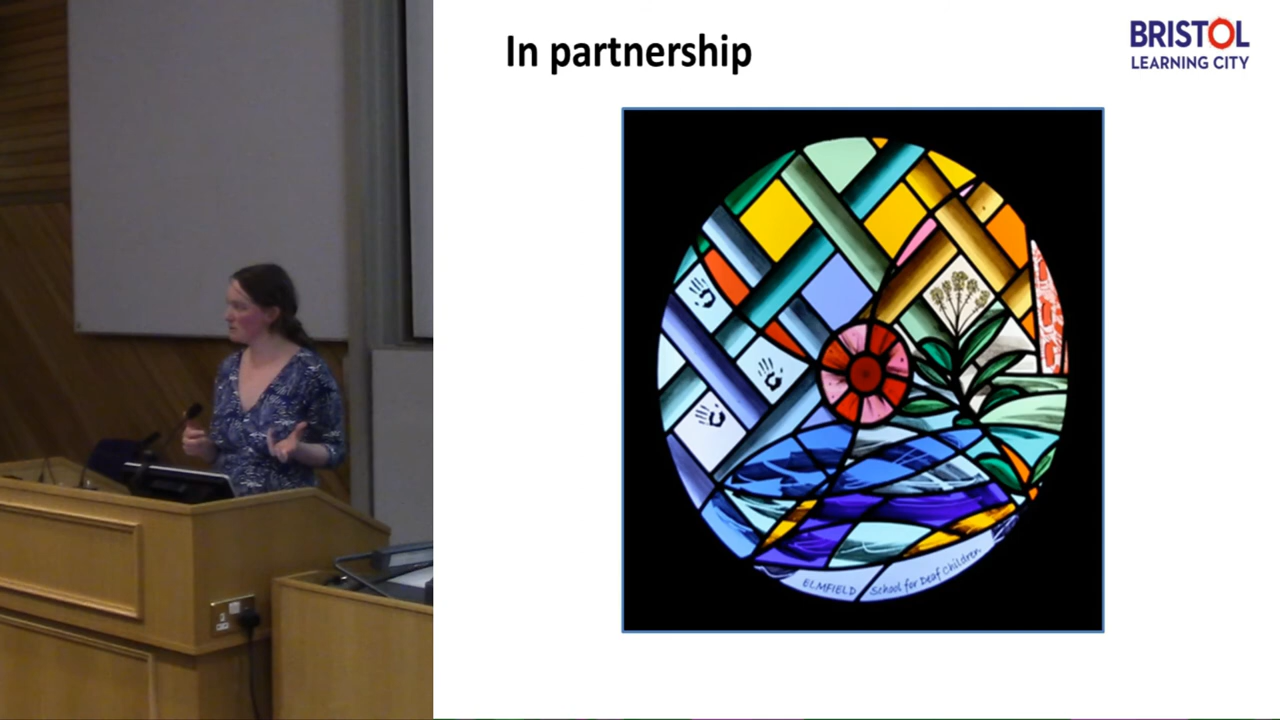 In partnership
BRISTOL
LEARNING CITY
ELMFIELD School for Deaf Children